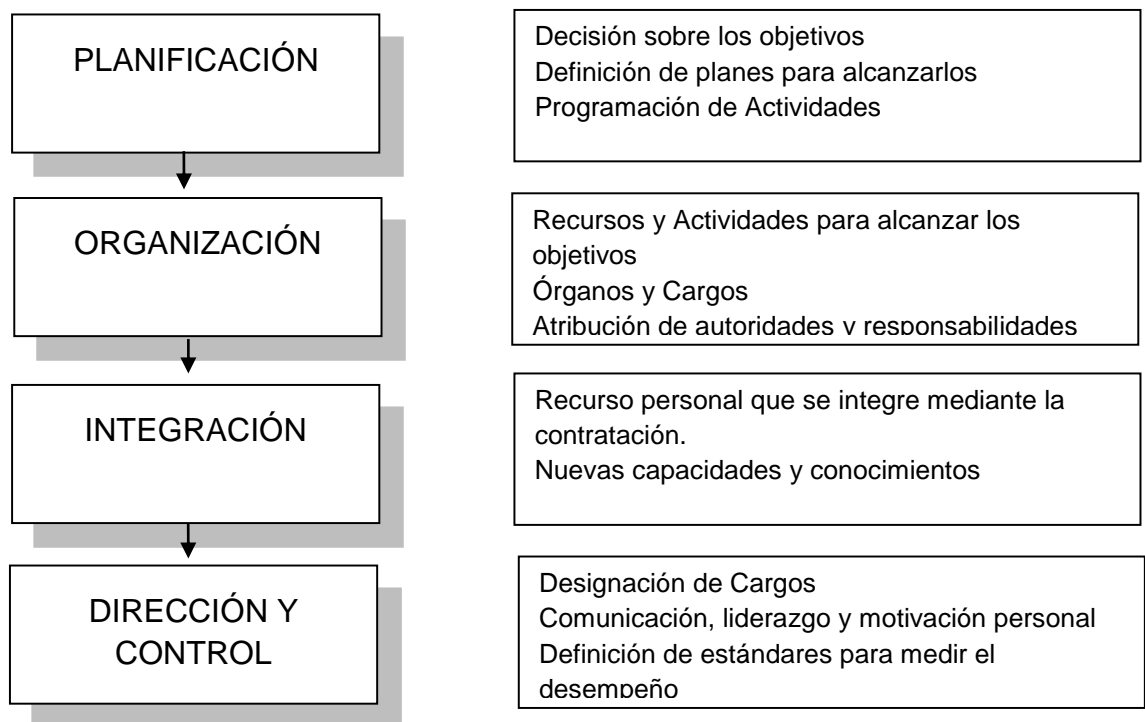 PLANIFICACIÓN
Decisión sobre los objetivos
Definición de planes para alcanzarlos
Programación de Actividades
ORGANIZACIÓN
Recursos y Actividades para alcanzar los
objetivos
Órganos y Cargos
Atribución de autoridades y responsabilidades
INTEGRACIÓN
Recurso personal que se integre mediante la
contratación.
Nuevas capacidades y conocimientos
DIRECCIÓN Y
CONTROL
Designación de Cargos
Comunicación, liderazgo y motivación personal
Definición de estándares para medir el
desempeño